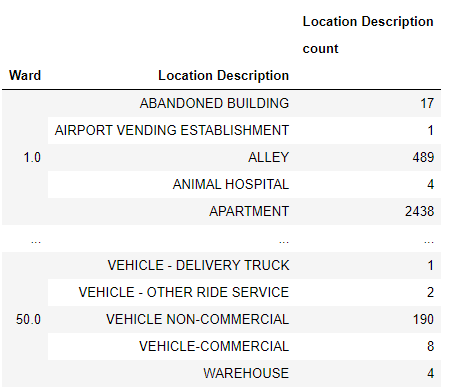 Location Description
count
Ward Location Description
ABANDONED BUILDING 17
AIRPORT VENDING ESTABLISHMENT 1
1.0 ALLEY 489
ANIMAL HOSPITAL 4
APARTMENT 2438
... ... ...
VEHICLE - DELIVERY TRUCK 1
VEHICLE - OTHER RIDE SERVICE 2
50.0 VEHICLE NON-COMMERCIAL 190
VEHICLE-COMMERCIAL 8
WAREHOUSE 4